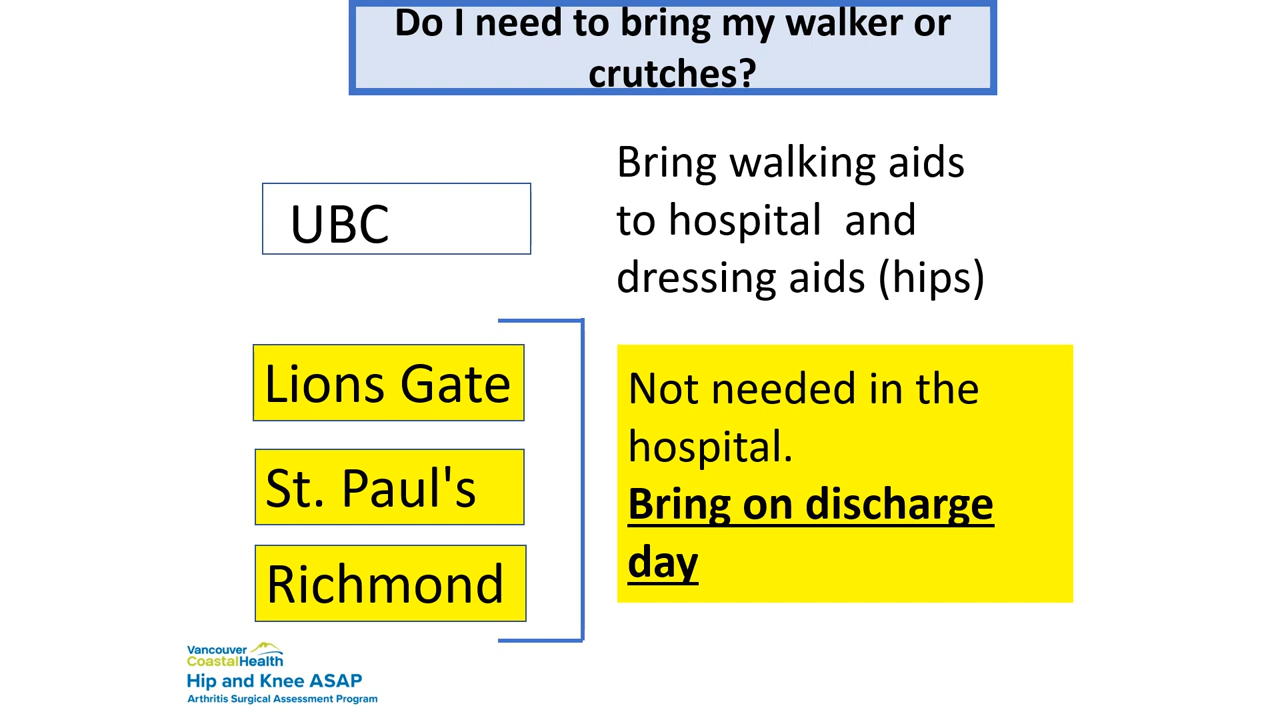 Do I need to bring my walker or
crutches?
UBC
Bring walking aids
to hospital and
dressing aids (hips)
Lions Gate
St. Paul's
Richmond
Not needed in the
hospital.
Bring on discharge
day
Vancouver
CoastalHealth
Hip and Knee ASAP
Arthritis Surgical Assessment Program